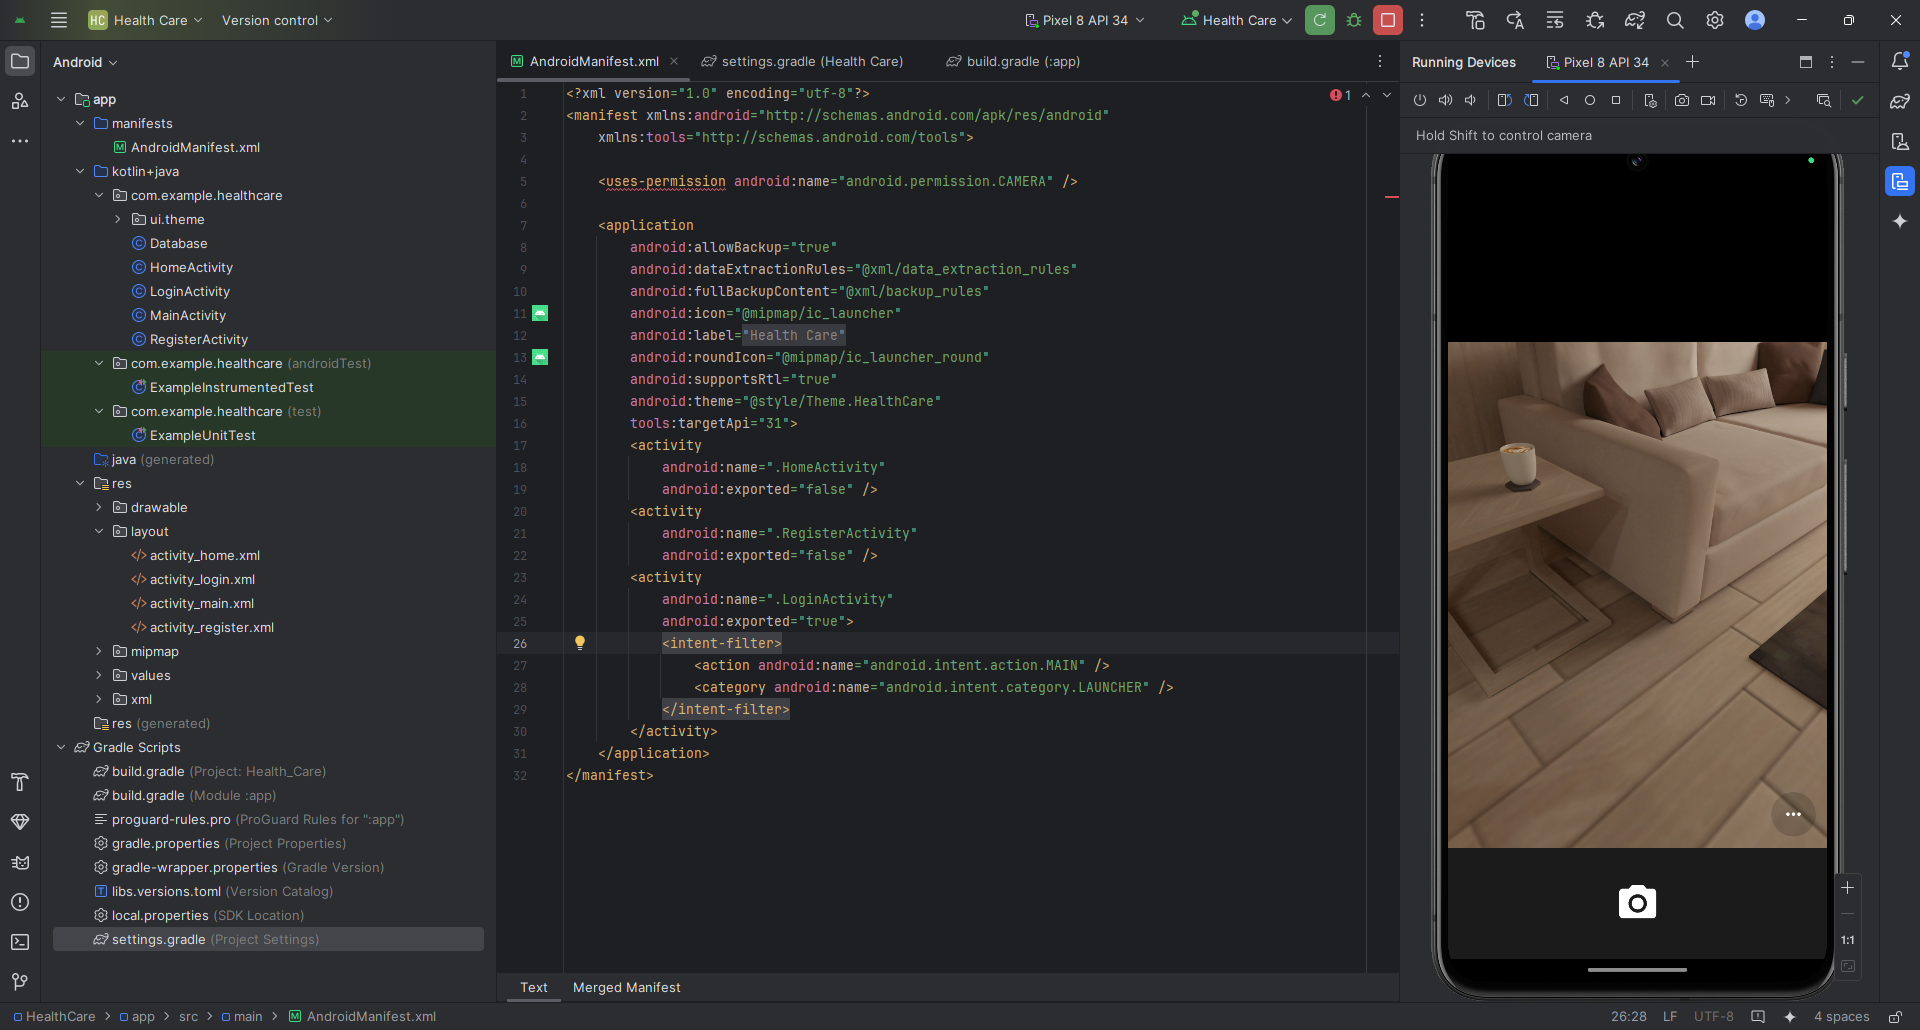 HC Health Care Version control Pixel 8 API 34 Health Care
Android
app
manifests
AndroidManifest.xml
kotlin+java
com.example.healthcare
ui.theme
Database
HomeActivity
LoginActivity
MainActivity
RegisterActivity
com.example.healthcare (androidTest)
ExampleInstrumentedTest
com.example.healthcare (test)
ExampleUnitTest
java (generated)
res
drawable
layout
activity_home.xml
activity_login.xml
activity_main.xml
activity_register.xml
mipmap
values
xml
res (generated)
Gradle Scripts
build.gradle (Project: Health_Care)
build.gradle (Module :app)
proguard-rules.pro (ProGuard Rules for ":app")
gradle.properties (Project Properties)
gradle-wrapper.properties (Gradle Version)
libs.versions.toml (Version Catalog)
local.properties (SDK Location)
settings.gradle (Project Settings)
AndroidManifest.xml settings.gradle (Health Care) build.gradle (:app)
1 <?xml version="1.0" encoding="utf-8"?> 1
2 <manifest xmlns:android="http://schemas.android.com/apk/res/android"
3 xmlns:tools="http://schemas.android.com/tools">
4
5 <uses-permission android:name="android.permission.CAMERA" />
6
7 <application
8 android:allowBackup="true"
9 android:dataExtractionRules="@xml/data_extraction_rules"
10 android:fullBackupContent="@xml/backup_rules"
11 android:icon="@mipmap/ic_launcher"
12 android:label="Health Care"
13 android:roundIcon="@mipmap/ic_launcher_round"
14 android:supportsRtl="true"
15 android:theme="@style/Theme.HealthCare"
16 tools:targetApi="31">
17 <activity
18 android:name=".HomeActivity"
19 android:exported="false" />
20 <activity
21 android:name=".RegisterActivity"
22 android:exported="false" />
23 <activity
24 android:name=".LoginActivity"
25 android:exported="true">
26 <intent-filter>
27 <action android:name="android.intent.action.MAIN" />
28 <category android:name="android.intent.category.LAUNCHER" />
29 </intent-filter>
30 </activity>
31 </application>
32 </manifest>
Text Merged Manifest
Running Devices Pixel 8 API 34
Hold Shift to control camera
1:1
HealthCare > app > src > main > AndroidManifest.xml
26:28 LF UTF-8 4 spaces